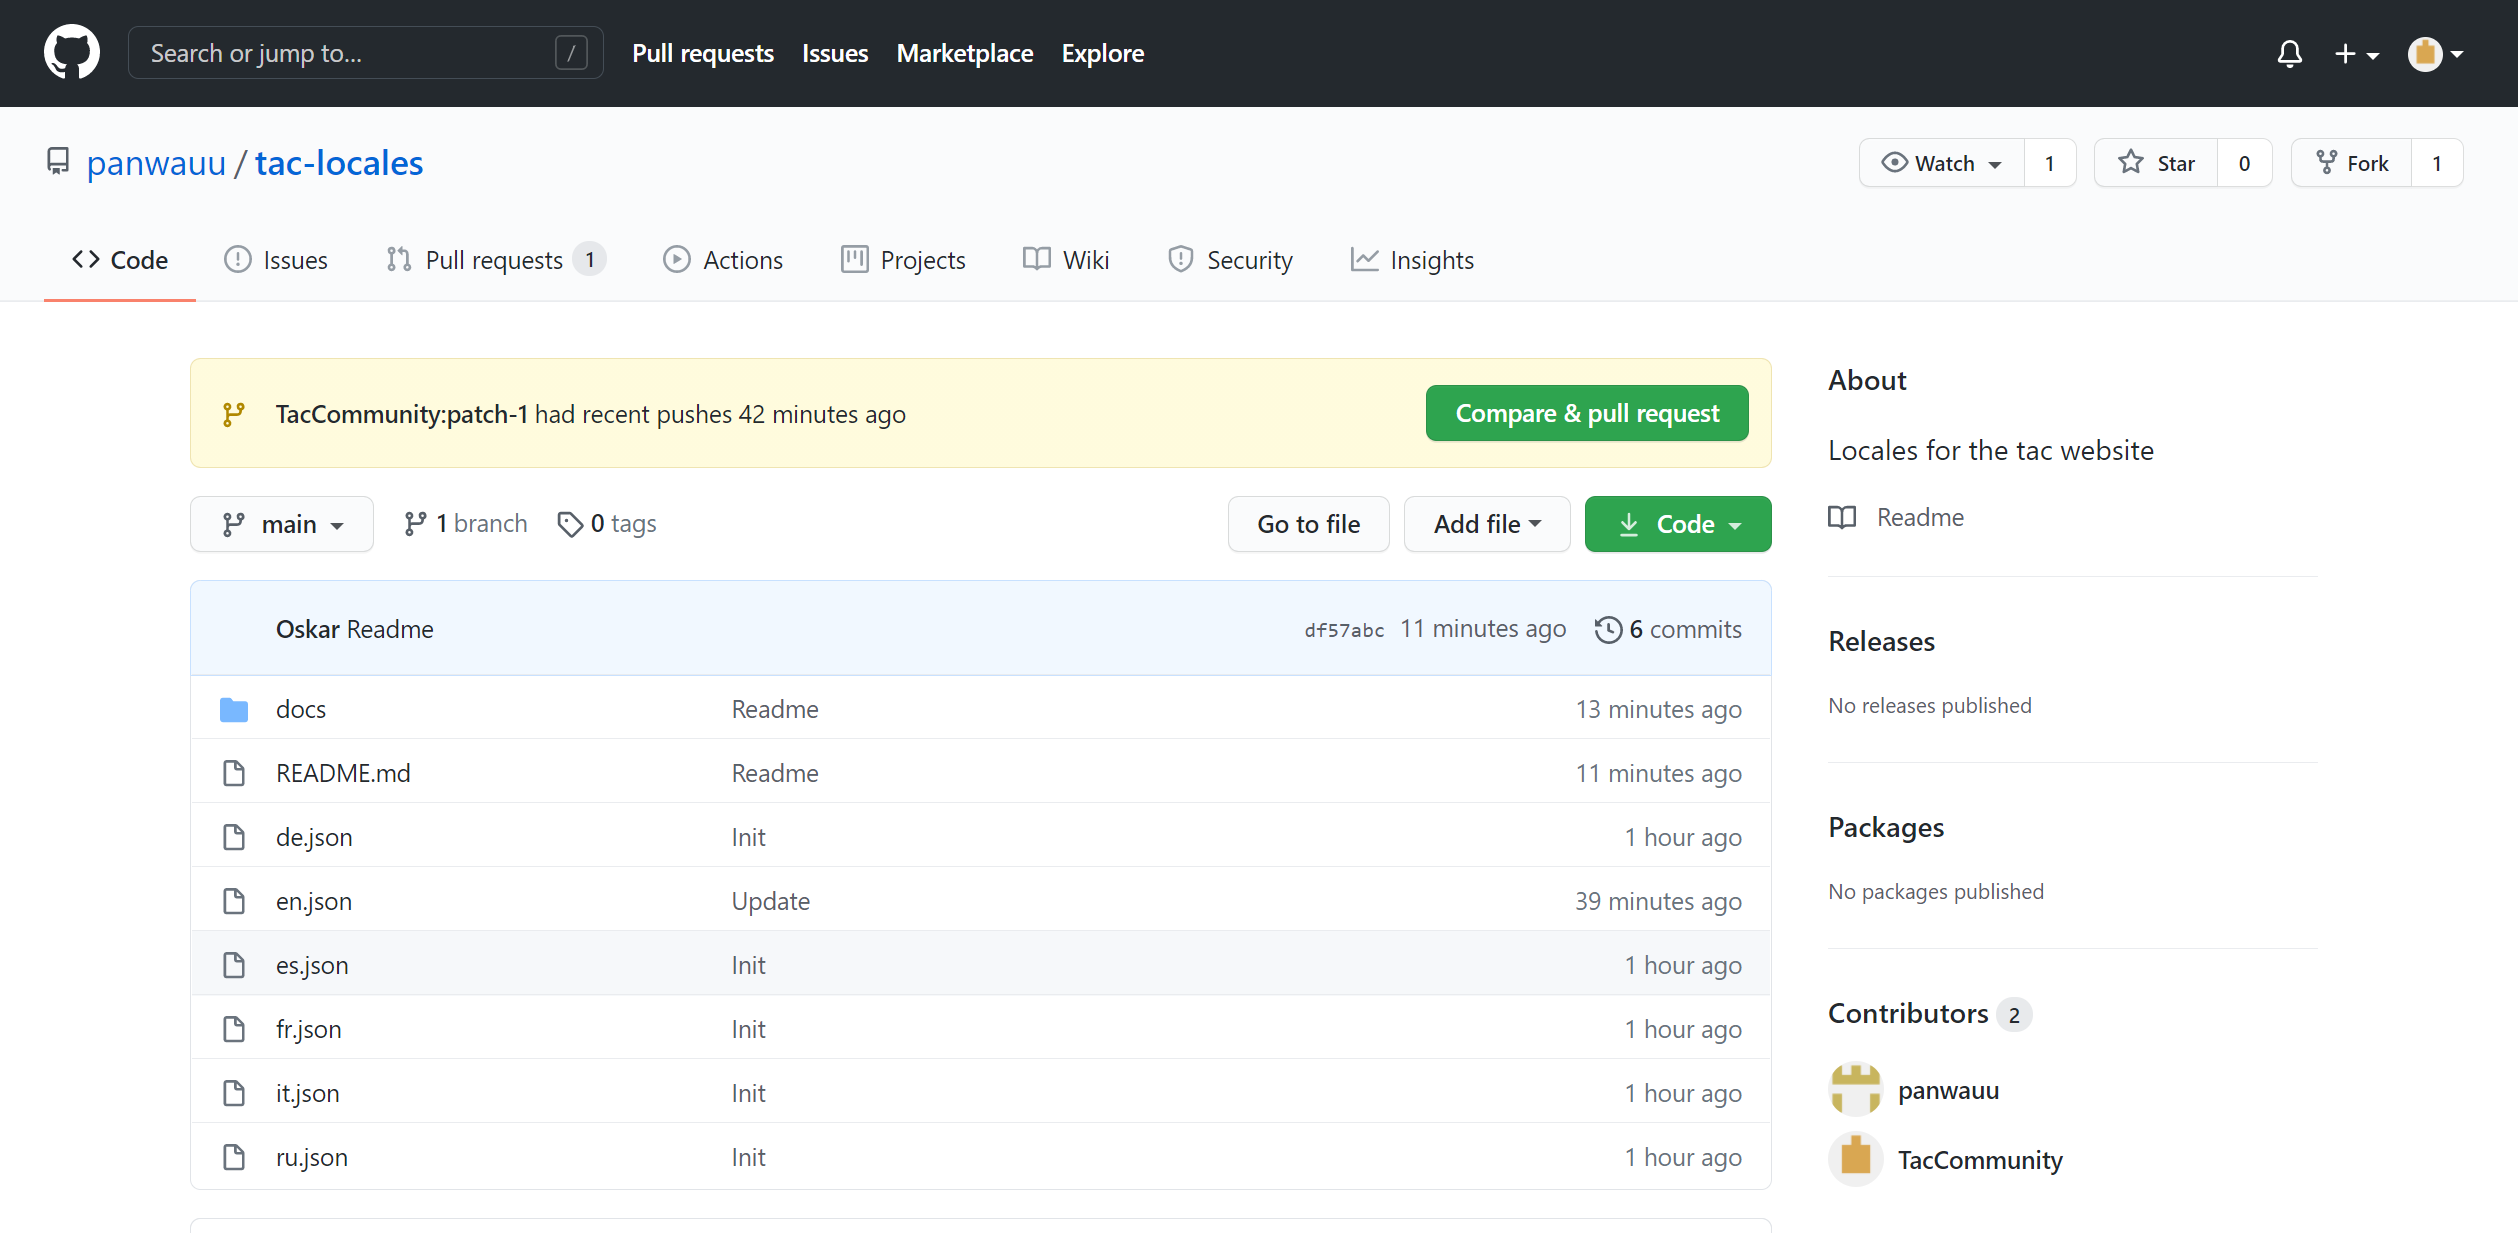 Search or jump to... / Pull requests Issues Marketplace Explore
panwauu / tac-locales Watch 1 Star 0 Fork 1
Code Issues Pull requests 1 Actions Projects Wiki Security Insights
TacCommunity:patch-1 had recent pushes 42 minutes ago Compare & pull request
main 1 branch 0 tags Go to file Add file Code
Oskar Readme df57abc 11 minutes ago 6 commits
docs Readme 13 minutes ago
README.md Readme 11 minutes ago
de.json Init 1 hour ago
en.json Update 39 minutes ago
es.json Init 1 hour ago
fr.json Init 1 hour ago
it.json Init 1 hour ago
ru.json Init 1 hour ago
About
Locales for the tac website
Readme
Releases
No releases published
Packages
No packages published
Contributors 2
panwauu
TacCommunity